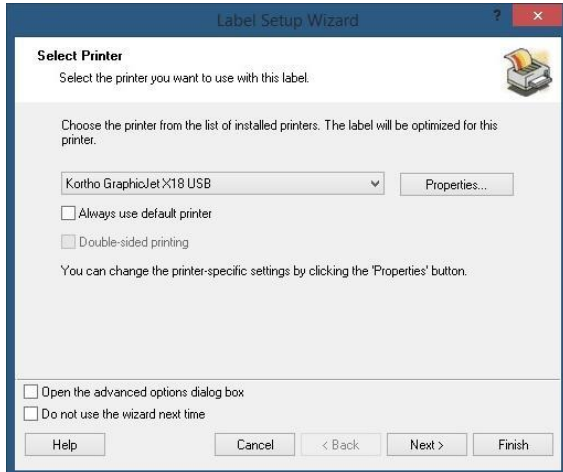 Label Setup Wizard
?
×
Select Printer
Select the printer you want to use with this label.
Choose the printer from the list of installed printers. The label will be optimized for this
printer.
Kortho GraphicJet X18 USB
Properties...
Always use default printer
Double-sided printing
You can change the printer-specific settings by clicking the 'Properties' button.
Open the advanced options dialog box
Do not use the wizard next time
Help
Cancel
< Back
Next >
Finish